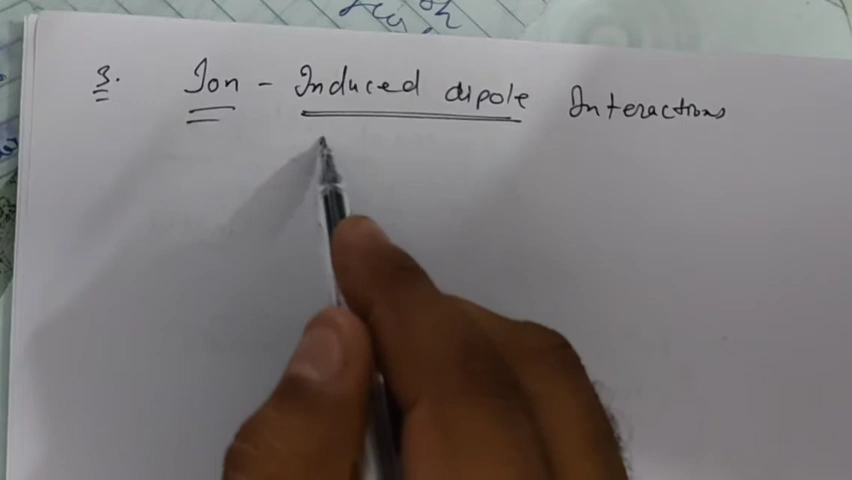 3. Ion - Induced dipole Interactions